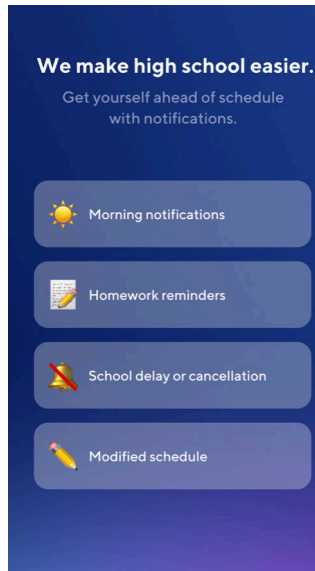 We make high school easier.
Get yourself ahead of schedule
with notifications.
Morning notifications
Homework reminders
School delay or cancellation
Modified schedule